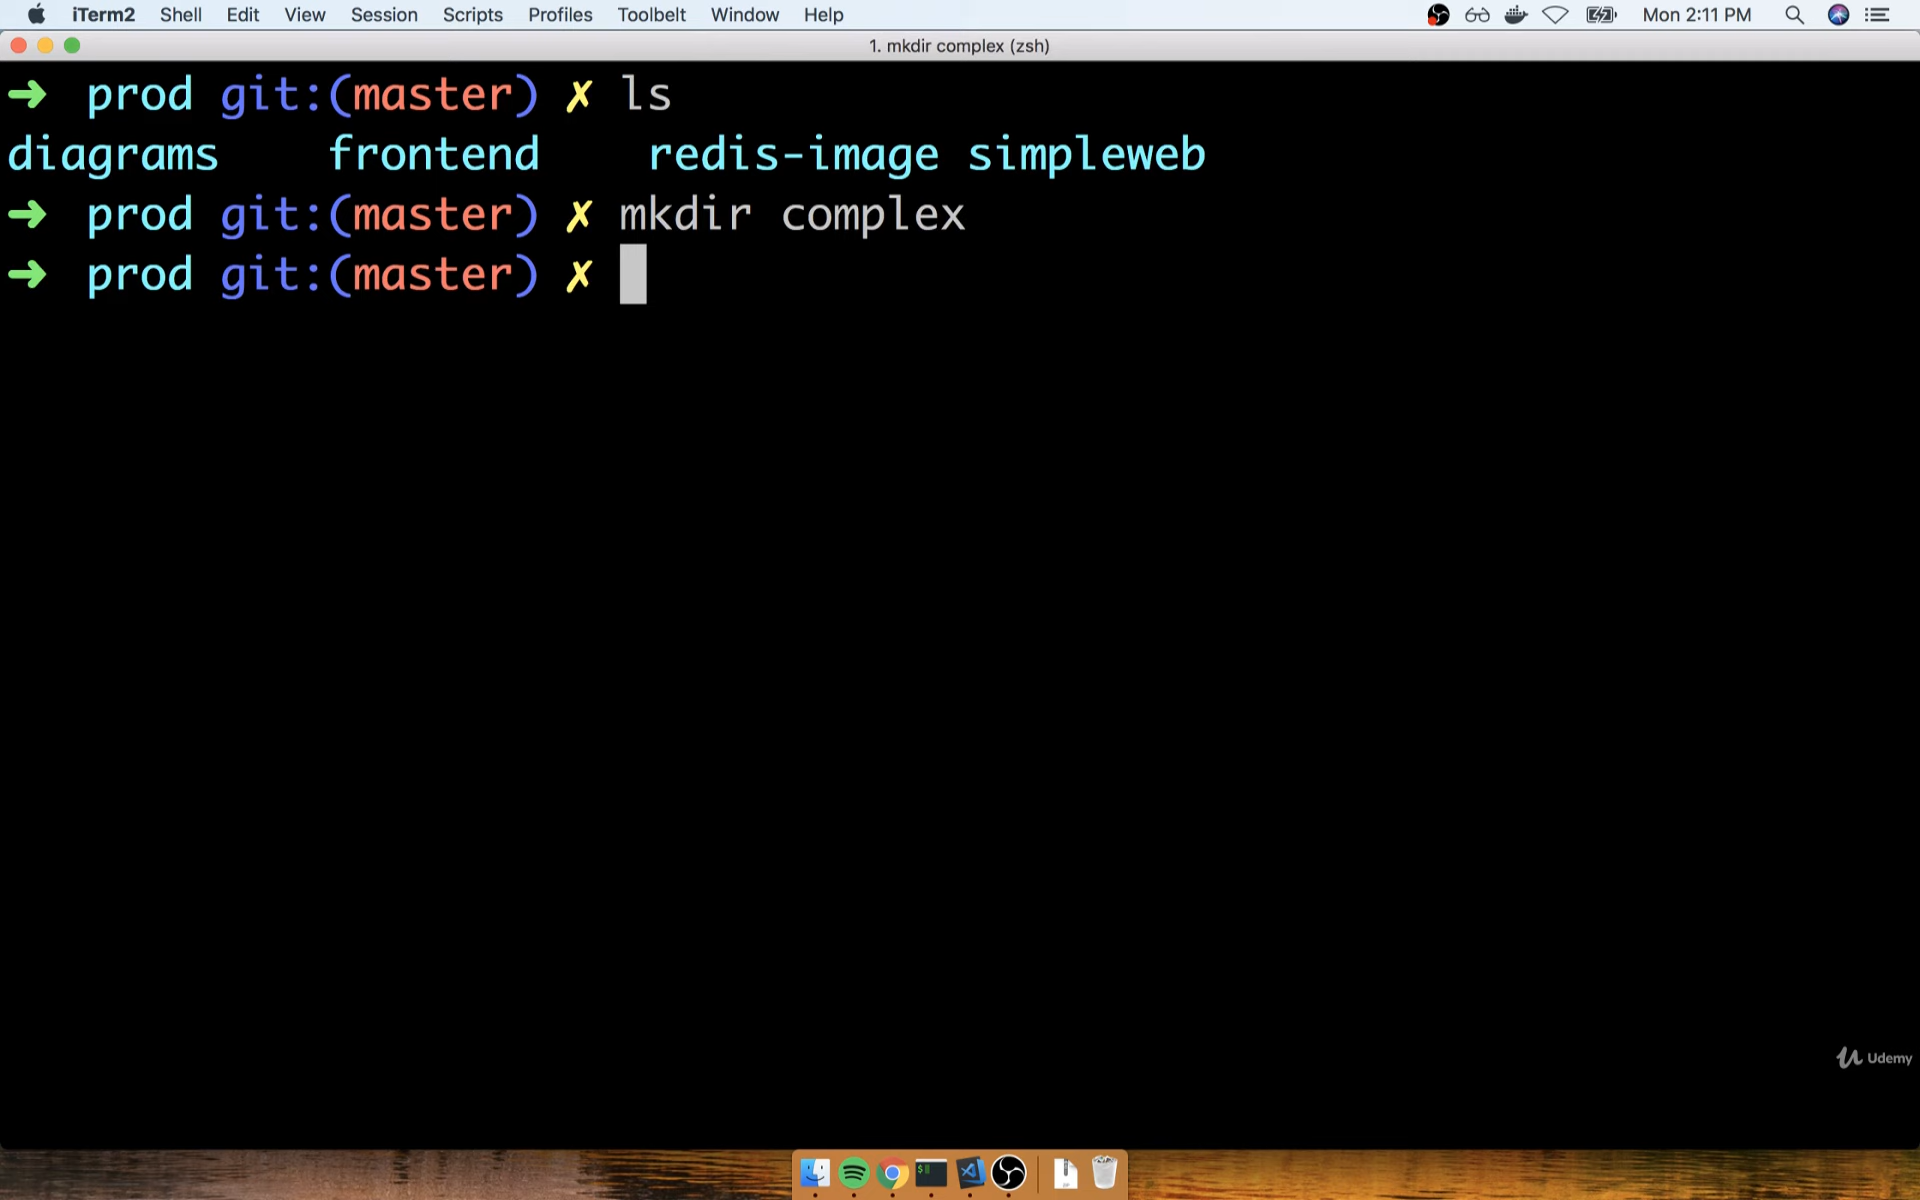 iTerm2 Shell Edit View Session Scripts Profiles Toolbelt Window Help Mon 2:11 PM
1. mkdir complex (zsh)
➜ prod git:(master) ✗ ls
diagrams frontend redis-image simpleweb
➜ prod git:(master) ✗ mkdir complex
➜ prod git:(master) ✗
Udemy